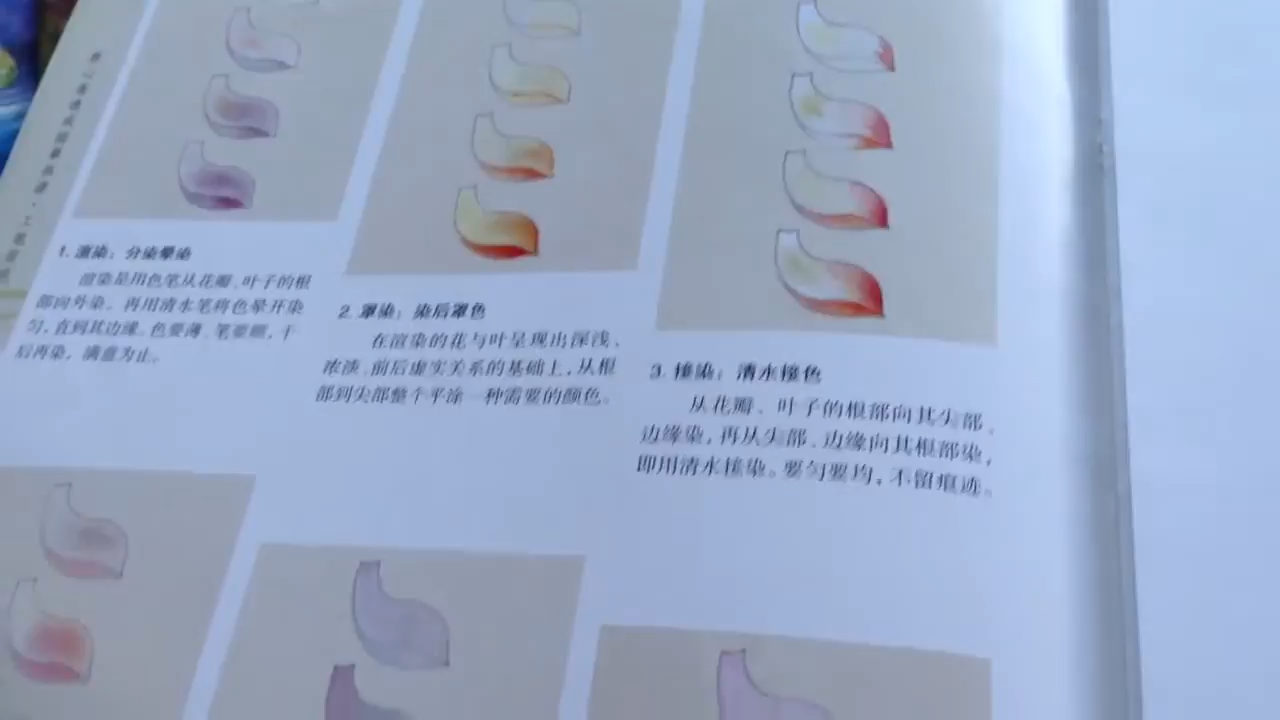 1. 渲染：分染晕染
渲染是用色笔从花瓣、叶子的根
部向外染。再用清水笔将色晕开染
匀，直到其边缘。色要薄、笔要顺，干
后再染，满意为止。
2. 罩染：染后罩色
在渲染的花与叶呈现出深浅、
浓淡、前后虚实关系的基础上，从根
部到尖部整个平涂一种需要的颜色。
3. 接染：清水接色
从花瓣、叶子的根部向其尖部、
边缘染，再从尖部、边缘向其根部染，
即用清水接染。要匀要均，不留痕迹。